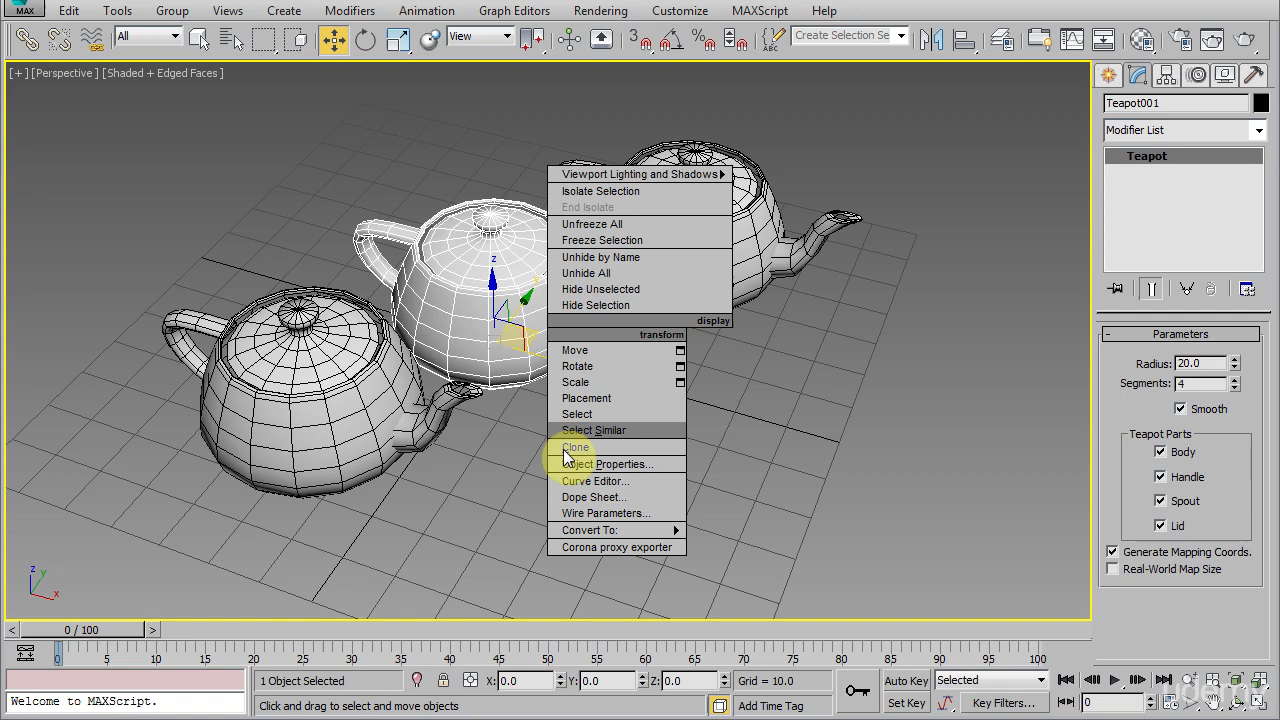 MAX Edit Tools Group Views Create Modifiers Animation Graph Editors Rendering Customize MAXScript Help
All View 3 Create Selection Se
[+] [Perspective] [Shaded + Edged Faces]
Teapot001
Modifier List
Teapot
Viewport Lighting and Shadows
Isolate Selection
End Isolate
Unfreeze All
Freeze Selection
Unhide by Name
Unhide All
Hide Unselected
Hide Selection
display
transform
Move
Rotate
Scale
Placement
Select
Select Similar
Clone
Object Properties...
Curve Editor...
Dope Sheet...
Wire Parameters...
Convert To:
Corona proxy exporter
z
z
y
x
- Parameters
Radius: 20.0
Segments: 4
Smooth
Teapot Parts
Body
Handle
Spout
Lid
Generate Mapping Coords.
Real-World Map Size
< 0 / 100 >
0 5 10 15 20 25 30 35 40 45 50 55 60 65 70 75 80 85 90 95 100
1 Object Selected X: 0.0 Y: 0.0 Z: 0.0 Grid = 10.0 Auto Key Selected
Welcome to MAXScript. Click and drag to select and move objects Add Time Tag Set Key Key Filters... 0
udemy